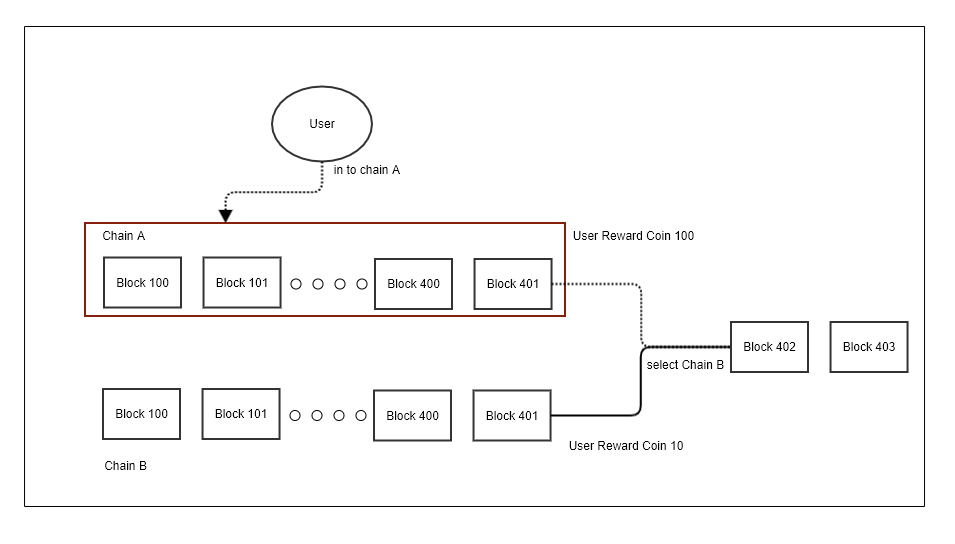 User
in to chain A
Chain A
User Reward Coin 100
Block 100
Block 101
Block 400
Block 401
Block 402
Block 403
select Chain B
Block 100
Block 101
Block 400
Block 401
User Reward Coin 10
Chain B